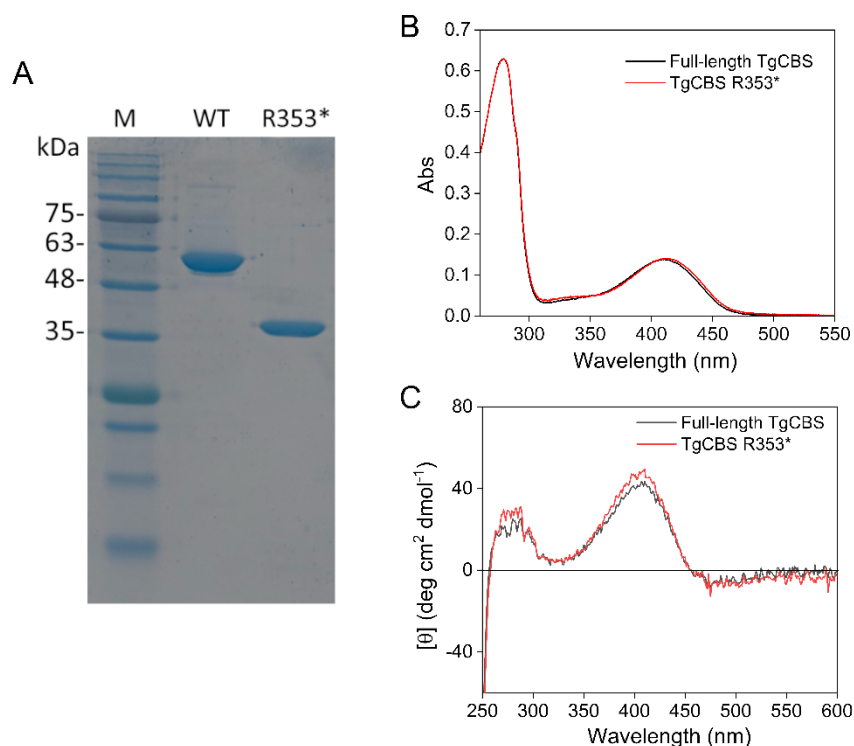 A
M WT R353*
kDa
75-
63-
48-
35-
B
Full-length TgCBS
TgCBS R353*
0.7
0.6
0.5
0.4
0.3
0.2
0.1
0.0
Abs
300 350 400 450 500 550
Wavelength (nm)
C
Full-length TgCBS
TgCBS R353*
80
40
0
-40
[θ] (deg cm² dmol⁻¹)
250 300 350 400 450 500 550 600
Wavelength (nm)